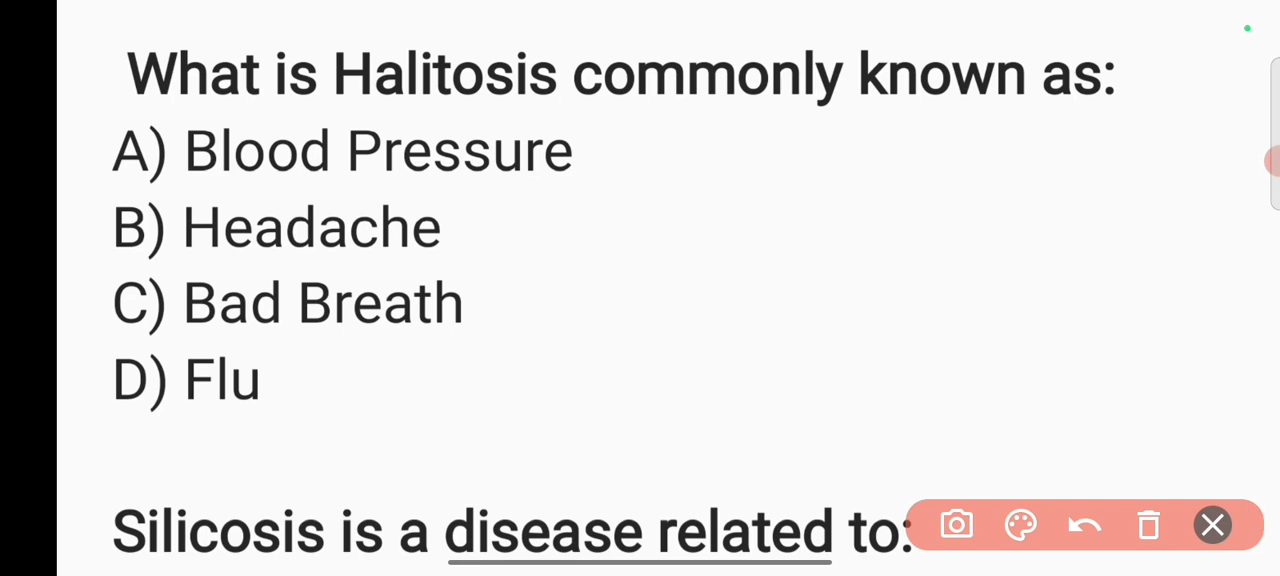 What is Halitosis commonly known as:
A) Blood Pressure
B) Headache
C) Bad Breath
D) Flu
Silicosis is a disease related to: